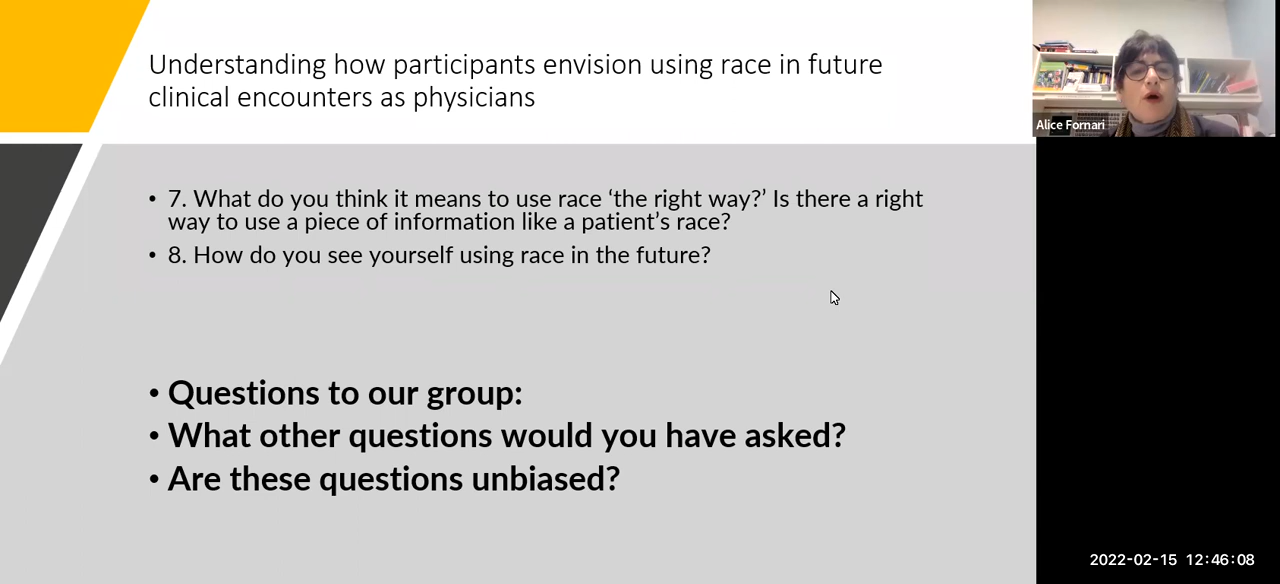 Understanding how participants envision using race in future
clinical encounters as physicians
Alice Fornari
• 7. What do you think it means to use race ‘the right way?’ Is there a right
way to use a piece of information like a patient’s race?
• 8. How do you see yourself using race in the future?
• Questions to our group:
• What other questions would you have asked?
• Are these questions unbiased?
2022-02-15 12:46:08